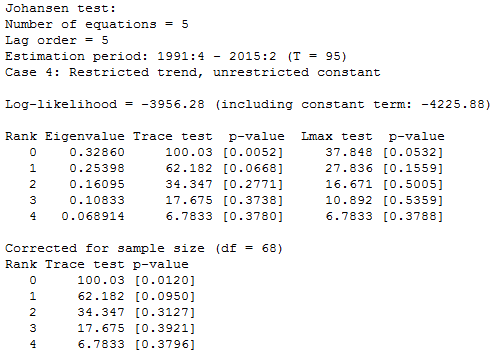 Johansen test:
Number of equations = 5
Lag order = 5
Estimation period: 1991:4 - 2015:2 (T = 95)
Case 4: Restricted trend, unrestricted constant
Log-likelihood = -3956.28 (including constant term: -4225.88)
Rank Eigenvalue Trace test p-value Lmax test p-value
0 0.32860 100.03 [0.0052] 37.848 [0.0532]
1 0.25398 62.182 [0.0668] 27.836 [0.1559]
2 0.16095 34.347 [0.2771] 16.671 [0.5005]
3 0.10833 17.675 [0.3738] 10.892 [0.5359]
4 0.068914 6.7833 [0.3780] 6.7833 [0.3788]
Corrected for sample size (df = 68)
Rank Trace test p-value
0 100.03 [0.0120]
1 62.182 [0.0950]
2 34.347 [0.3127]
3 17.675 [0.3921]
4 6.7833 [0.3796]